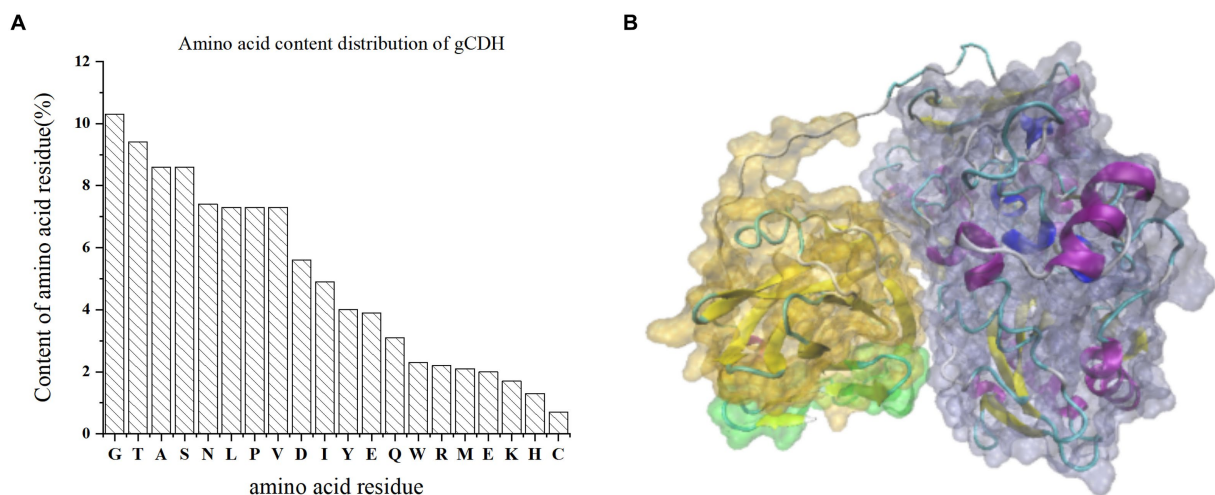 A
Amino acid content distribution of gCDH
Content of amino acid residue(%)
12
10
8
6
4
2
0
G T A S N L P V D I Y E Q W R M E K H C
amino acid residue
B